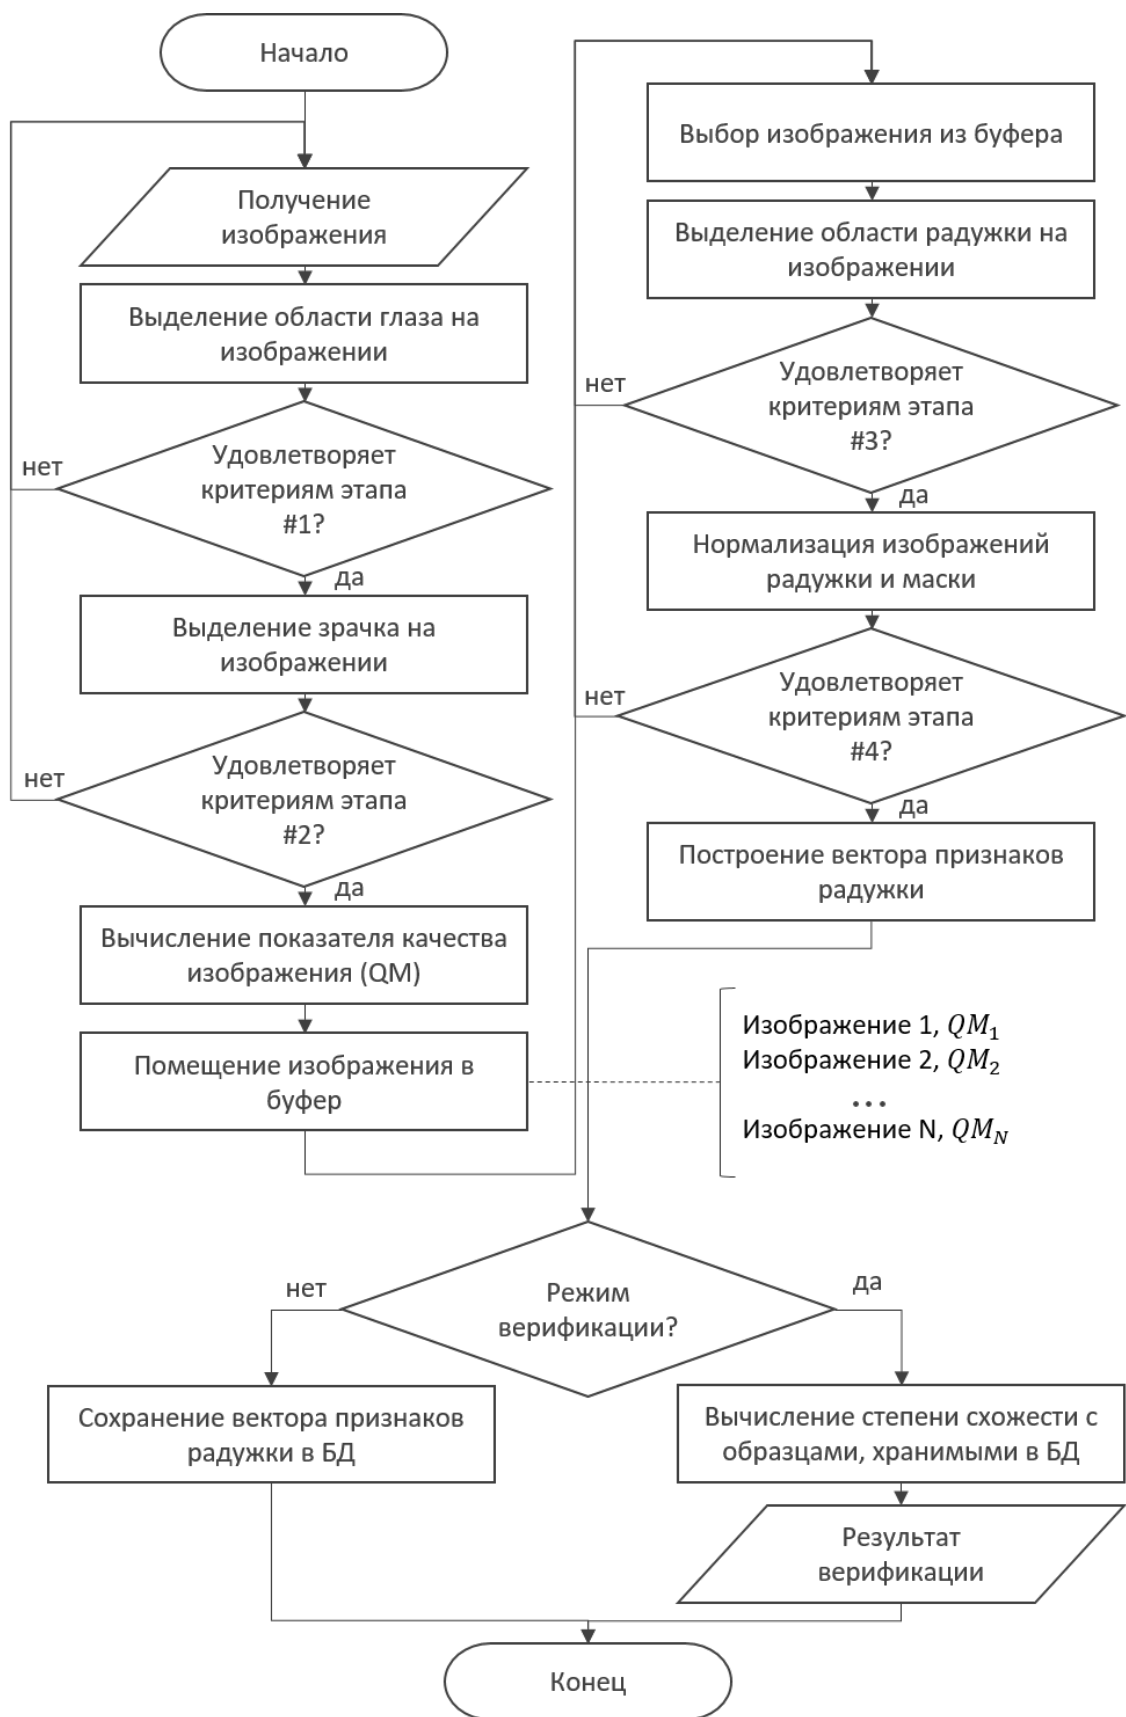 Начало
Получение
изображения
Выделение области глаза на
изображении
Удовлетворяет
критериям этапа
#1?
нет
да
Выделение зрачка на
изображении
Удовлетворяет
критериям этапа
#2?
нет
да
Вычисление показателя качества
изображения (QM)
Помещение изображения в
буфер
Изображение 1, QM₁
Изображение 2, QM₂
...
Изображение N, QM_N
Выбор изображения из буфера
Выделение области радужки на
изображении
Удовлетворяет
критериям этапа
#3?
нет
да
Нормализация изображений
радужки и маски
Удовлетворяет
критериям этапа
#4?
нет
да
Построение вектора признаков
радужки
Режим
верификации?
нет
да
Сохранение вектора признаков
радужки в БД
Вычисление степени схожести с
образцами, хранимыми в БД
Результат
верификации
Конец